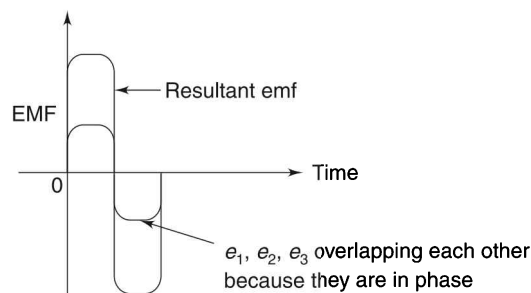 Resultant emf
EMF
Time
0
e₁, e₂, e₃ overlapping each other
because they are in phase